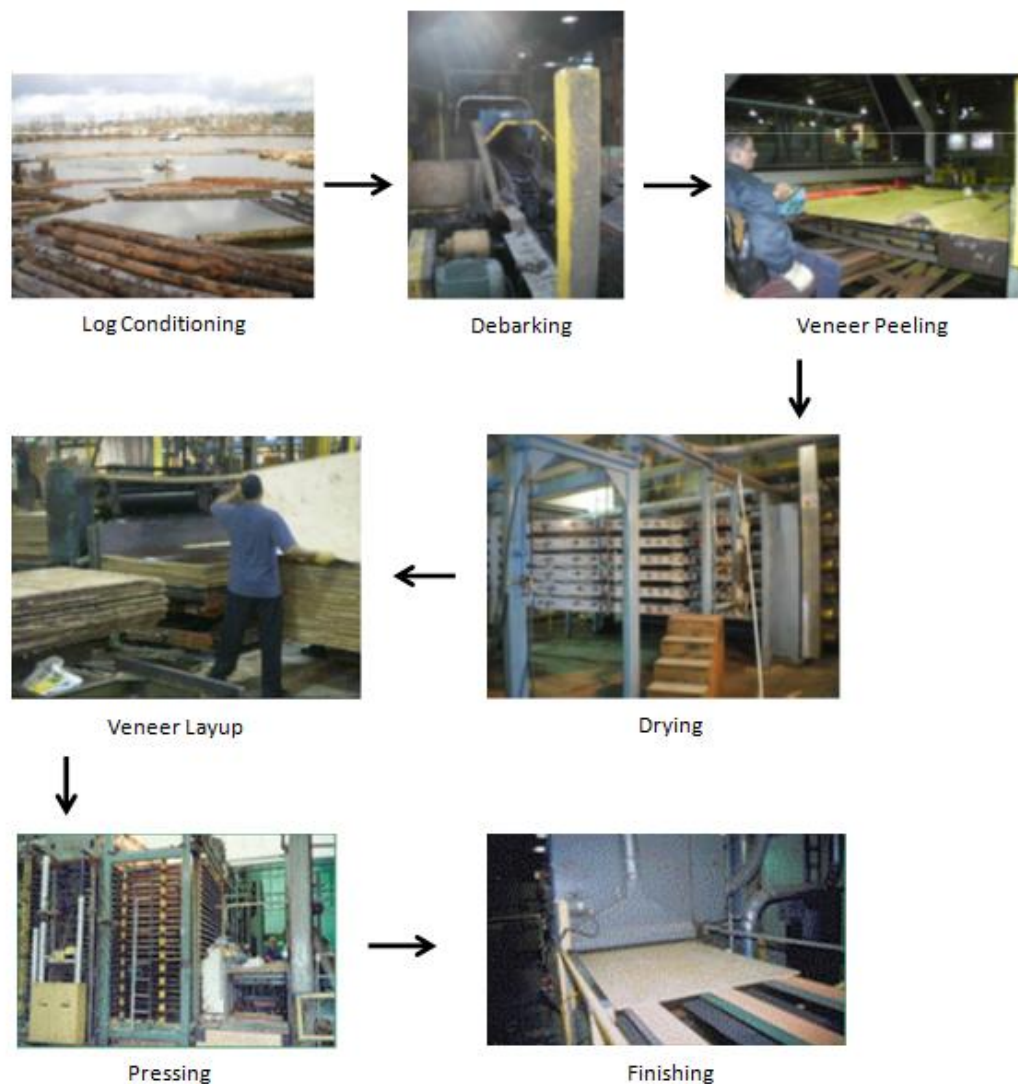 Log Conditioning
Debarking
Veneer Peeling
Drying
Veneer Layup
Pressing
Finishing